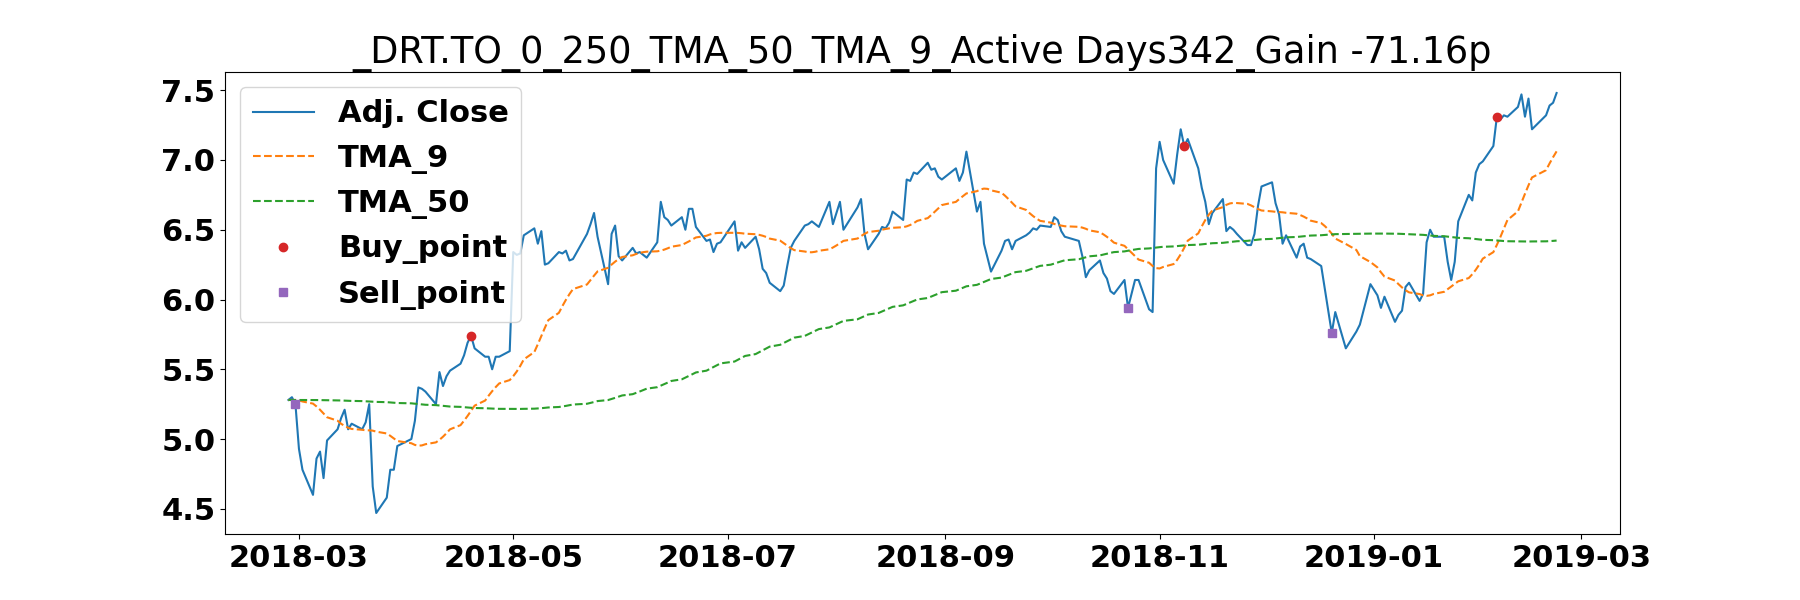 _DRT.TO_0_250_TMA_50_TMA_9_Active Days342_Gain -71.16p
7.5
7.0
6.5
6.0
5.5
5.0
4.5
Adj. Close
TMA_9
TMA_50
Buy_point
Sell_point
2018-03 2018-05 2018-07 2018-09 2018-11 2019-01 2019-03